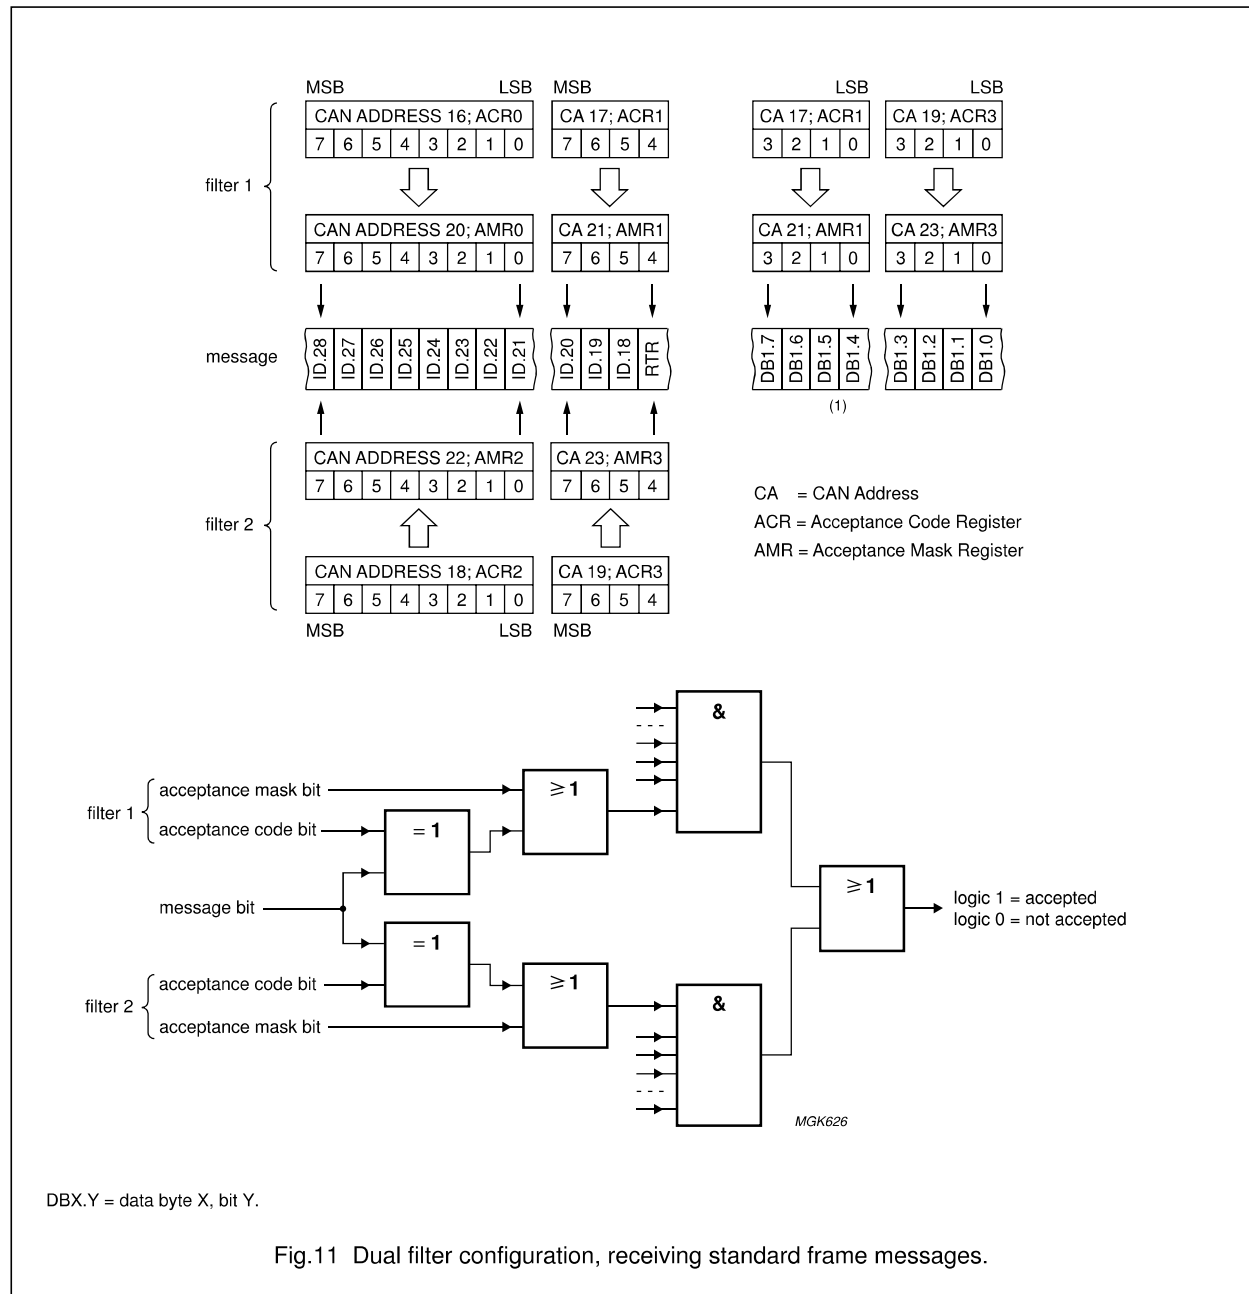 MSB LSB MSB LSB LSB
CAN ADDRESS 16; ACR0 CA 17; ACR1 CA 17; ACR1 CA 19; ACR3
7 6 5 4 3 2 1 0 7 6 5 4 3 2 1 0 3 2 1 0
filter 1
CAN ADDRESS 20; AMR0 CA 21; AMR1 CA 21; AMR1 CA 23; AMR3
7 6 5 4 3 2 1 0 7 6 5 4 3 2 1 0 3 2 1 0
message ID.28 ID.27 ID.26 ID.25 ID.24 ID.23 ID.22 ID.21 ID.20 ID.19 ID.18 RTR DB1.7 DB1.6 DB1.5 DB1.4 DB1.3 DB1.2 DB1.1 DB1.0
(1)
CAN ADDRESS 22; AMR2 CA 23; AMR3
7 6 5 4 3 2 1 0 7 6 5 4
CA = CAN Address
filter 2
ACR = Acceptance Code Register
AMR = Acceptance Mask Register
CAN ADDRESS 18; ACR2 CA 19; ACR3
7 6 5 4 3 2 1 0 7 6 5 4
MSB LSB MSB
&
≥ 1
acceptance mask bit
filter 1
acceptance code bit
= 1
≥ 1
message bit
logic 1 = accepted
logic 0 = not accepted
= 1
acceptance code bit
≥ 1
&
filter 2
acceptance mask bit
MGK626
DBX.Y = data byte X, bit Y.
Fig.11 Dual filter configuration, receiving standard frame messages.